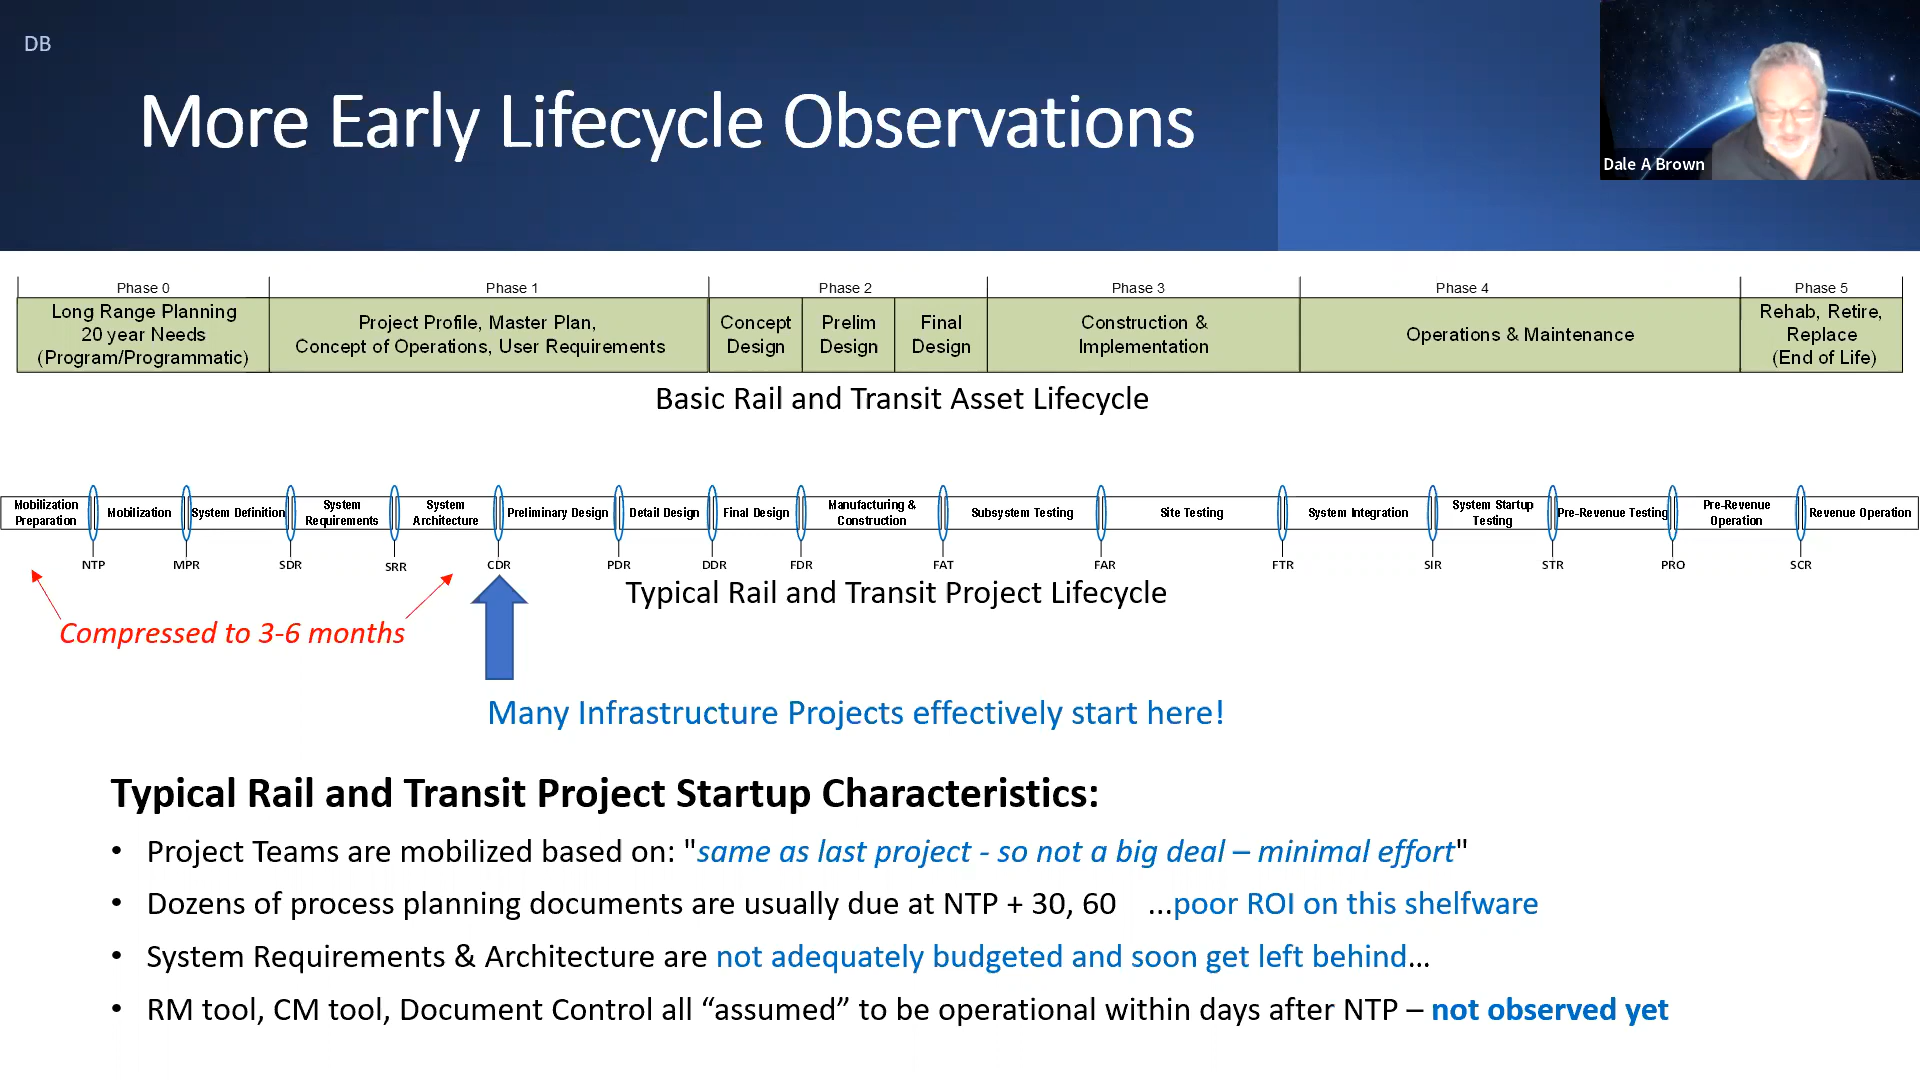 DB
More Early Lifecycle Observations
Dale A Brown
Phase 0
Phase 1
Phase 2
Phase 3
Phase 4
Phase 5
Long Range Planning
20 year Needs
(Program/Programmatic)
Project Profile, Master Plan,
Concept of Operations, User Requirements
Concept
Design
Prelim
Design
Final
Design
Construction &
Implementation
Operations & Maintenance
Rehab, Retire,
Replace
(End of Life)
Basic Rail and Transit Asset Lifecycle
Mobilization
Preparation
Mobilization
System Definition
System
Requirements
System
Architecture
Preliminary Design
Detail Design
Final Design
Manufacturing &
Construction
Subsystem Testing
Site Testing
System Integration
System Startup
Testing
Pre-Revenue Testing
Pre-Revenue
Operation
Revenue Operation
NTP
MPR
SDR
SRR
CDR
PDR
DDR
FDR
FAT
FAR
FTR
SIR
STR
PRO
SCR
Typical Rail and Transit Project Lifecycle
Compressed to 3-6 months
Many Infrastructure Projects effectively start here!
Typical Rail and Transit Project Startup Characteristics:
• Project Teams are mobilized based on: "same as last project - so not a big deal – minimal effort"
• Dozens of process planning documents are usually due at NTP + 30, 60 ...poor ROI on this shelfware
• System Requirements & Architecture are not adequately budgeted and soon get left behind...
• RM tool, CM tool, Document Control all “assumed” to be operational within days after NTP – not observed yet